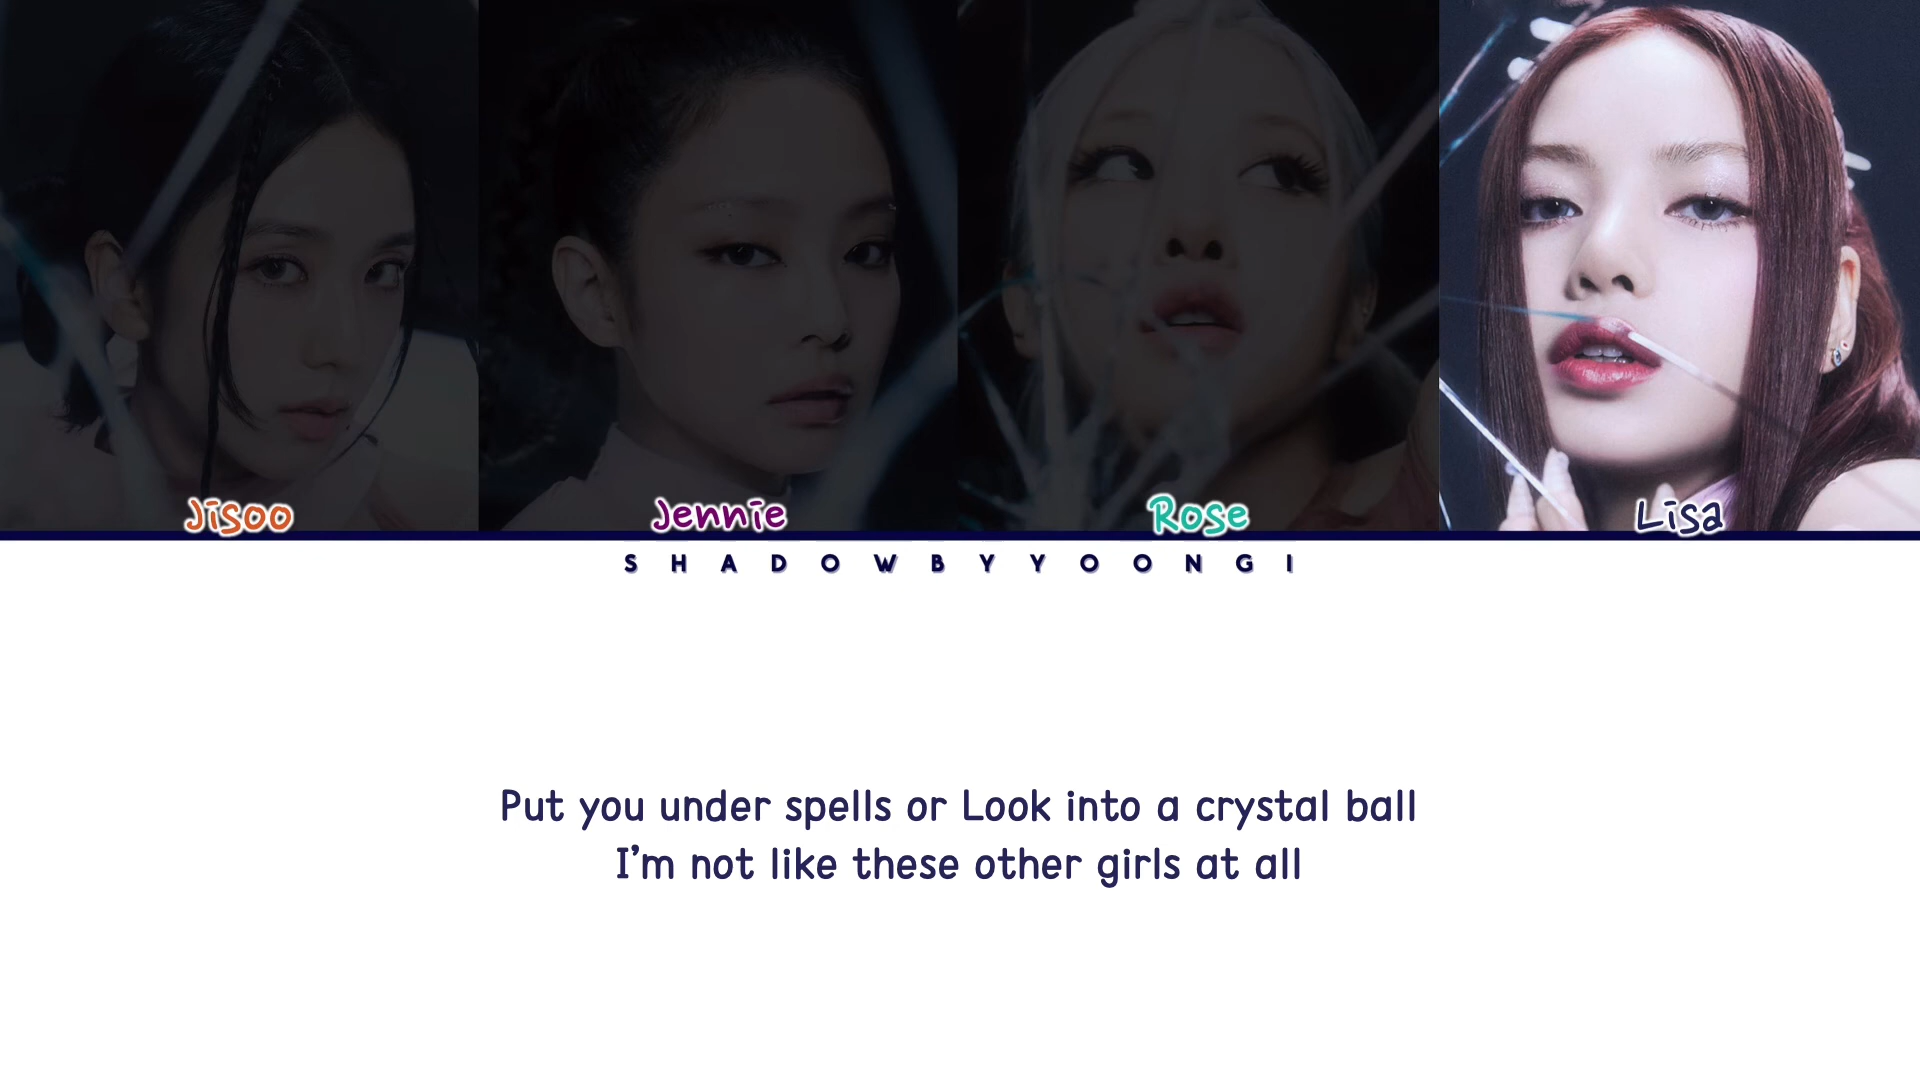 Jisoo Jennie Rose Lisa
SHADOWBYYOONGI
Put you under spells or Look into a crystal ball
I'm not like these other girls at all